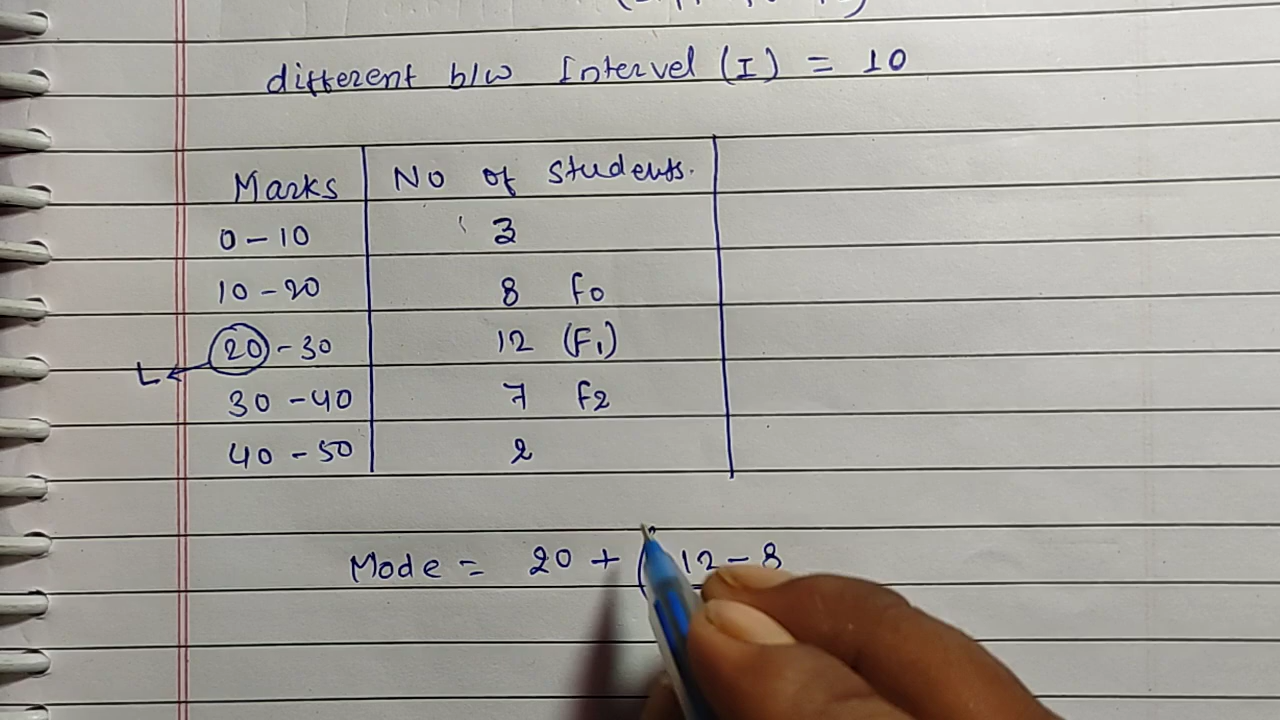 different b/w Intervel (I) = 10
Marks No of students.
0-10 3
10-20 8 f0
20-30 12 (F1)
L
30-40 7 f2
40-50 2
Mode = 20 + ( 12-8